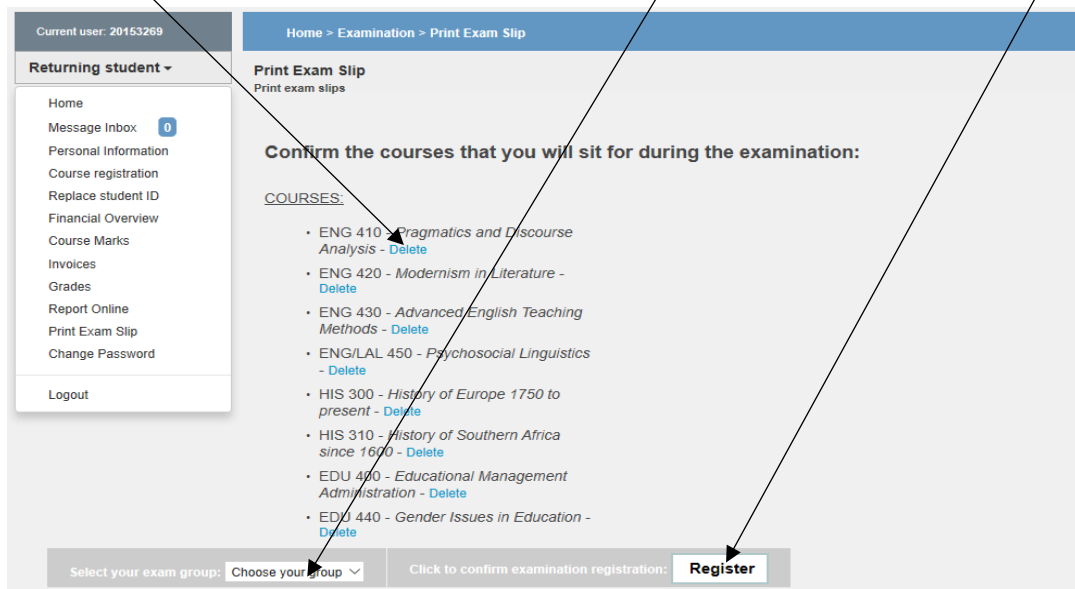 Current user: 20153269
Home > Examination > Print Exam Slip
Returning student
Home
Message Inbox 0
Personal Information
Course registration
Replace student ID
Financial Overview
Course Marks
Invoices
Grades
Report Online
Print Exam Slip
Change Password
Logout
Print Exam Slip
Print exam slips
Confirm the courses that you will sit for during the examination:
COURSES:
• ENG 410 - Pragmatics and Discourse
Analysis - Delete
• ENG 420 - Modernism in Literature -
Delete
• ENG 430 - Advanced English Teaching
Methods - Delete
• ENG/LAL 450 - Psychosocial Linguistics
- Delete
• HIS 300 - History of Europe 1750 to
present - Delete
• HIS 310 - History of Southern Africa
since 1600 - Delete
• EDU 400 - Educational Management
Administration - Delete
• EDU 440 - Gender Issues in Education -
Delete
Select your exam group: Choose your group
Click to confirm examination registration: Register